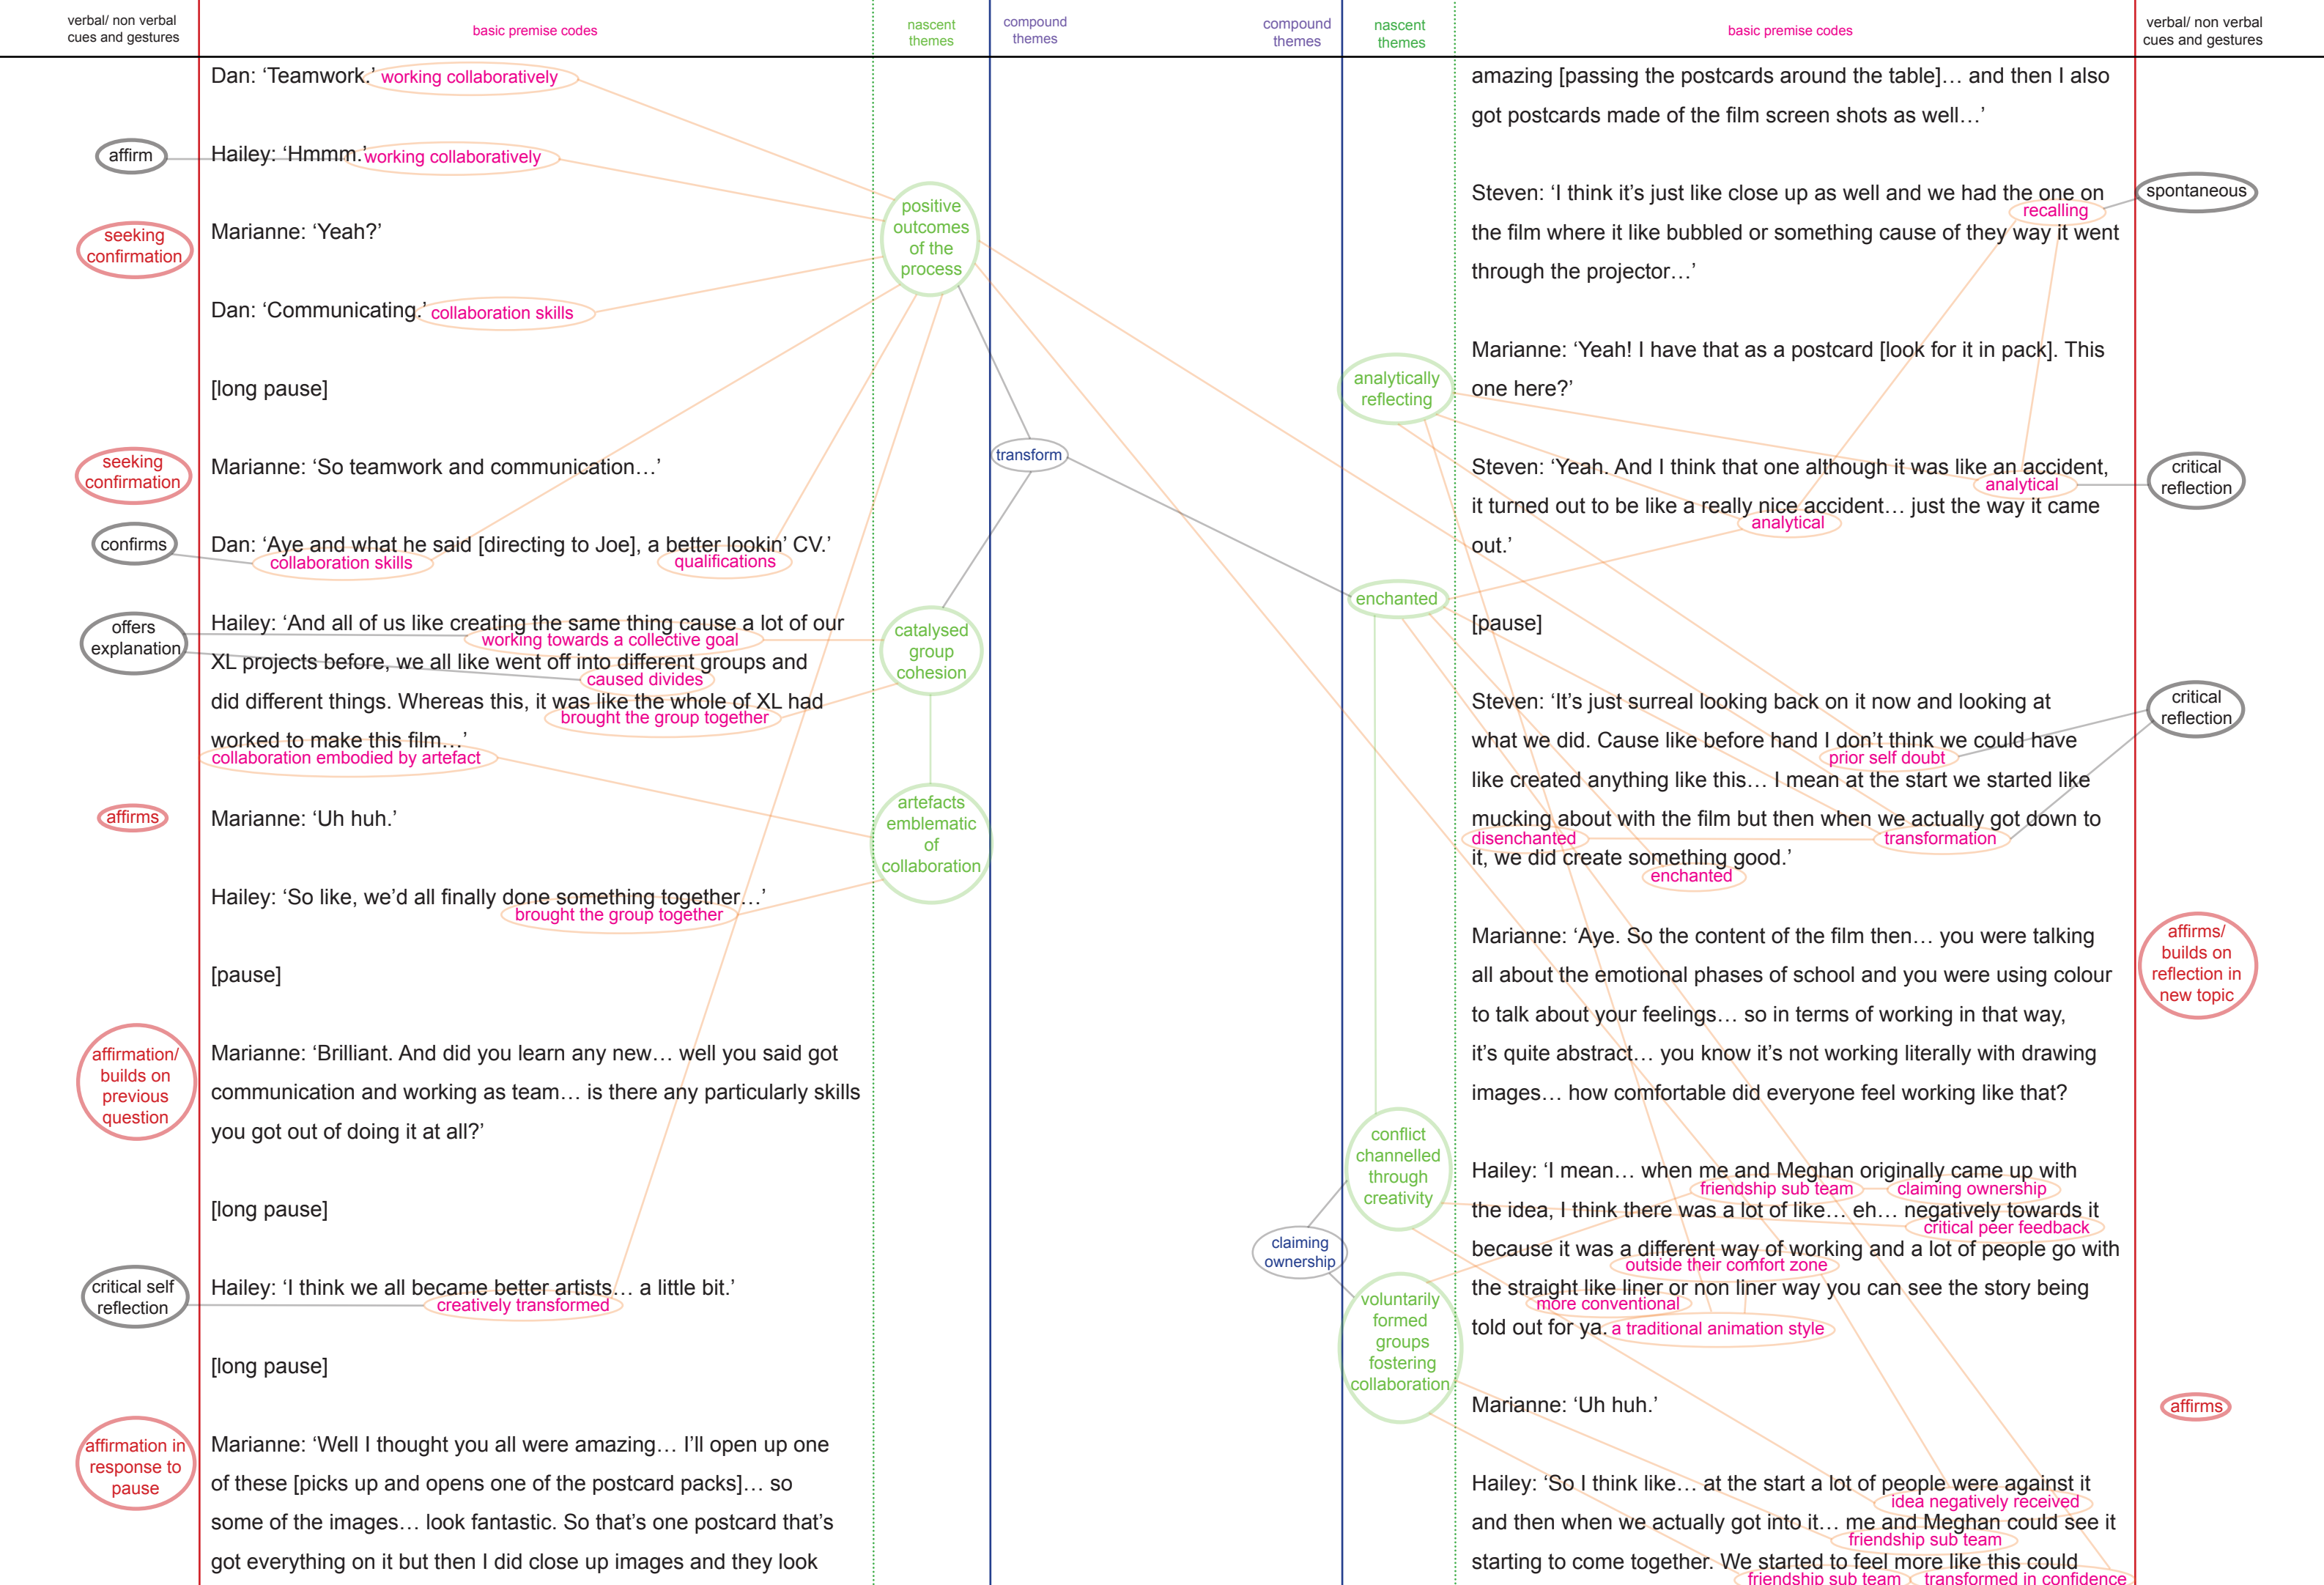 verbal/ non verbal
cues and gestures
basic premise codes
nascent
themes
compound
themes
Dan: ‘Teamwork.’ working collaboratively
affirm
Hailey: ‘Hmmm.’ working collaboratively
seeking
confirmation
Marianne: ‘Yeah?’
Dan: ‘Communicating.’ collaboration skills
[long pause]
seeking
confirmation
Marianne: ‘So teamwork and communication…’
confirms
Dan: ‘Aye and what he said [directing to Joe], a better lookin’ CV.’
collaboration skills
qualifications
offers
explanation
Hailey: ‘And all of us like creating the same thing cause a lot of our
working towards a collective goal
XL projects before, we all like went off into different groups and
caused divides
did different things. Whereas this, it was like the whole of XL had
brought the group together
worked to make this film…’
collaboration embodied by artefact
affirms
Marianne: ‘Uh huh.’
Hailey: ‘So like, we’d all finally done something together…’
brought the group together
[pause]
affirmation/
builds on
previous
question
Marianne: ‘Brilliant. And did you learn any new… well you said got
communication and working as team… is there any particularly skills
you got out of doing it at all?’
[long pause]
critical self
reflection
Hailey: ‘I think we all became better artists… a little bit.’
creatively transformed
[long pause]
affirmation in
response to
pause
Marianne: ‘Well I thought you all were amazing… I’ll open up one
of these [picks up and opens one of the postcard packs]… so
some of the images… look fantastic. So that’s one postcard that’s
got everything on it but then I did close up images and they look
positive
outcomes
of the
process
catalysed
group
cohesion
artefacts
emblematic
of
collaboration
transform
compound
themes
nascent
themes
basic premise codes
verbal/ non verbal
cues and gestures
claiming
ownership
analytically
reflecting
enchanted
conflict
channelled
through
creativity
voluntarily
formed
groups
fostering
collaboration
amazing [passing the postcards around the table]… and then I also
got postcards made of the film screen shots as well…’
Steven: ‘I think it’s just like close up as well and we had the one on
recalling
spontaneous
the film where it like bubbled or something cause of they way it went
through the projector…’
Marianne: ‘Yeah! I have that as a postcard [look for it in pack]. This
one here?’
Steven: ‘Yeah. And I think that one although it was like an accident,
analytical
critical
reflection
it turned out to be like a really nice accident… just the way it came
analytical
out.’
[pause]
Steven: ‘It’s just surreal looking back on it now and looking at
critical
reflection
what we did. Cause like before hand I don’t think we could have
prior self doubt
like created anything like this… I mean at the start we started like
mucking about with the film but then when we actually got down to
disenchanted
transformation
it, we did create something good.’
enchanted
Marianne: ‘Aye. So the content of the film then… you were talking
all about the emotional phases of school and you were using colour
to talk about your feelings… so in terms of working in that way,
it’s quite abstract… you know it’s not working literally with drawing
images… how comfortable did everyone feel working like that?
affirms/
builds on
reflection in
new topic
Hailey: ‘I mean… when me and Meghan originally came up with
friendship sub team
claiming ownership
the idea, I think there was a lot of like… eh… negatively towards it
critical peer feedback
because it was a different way of working and a lot of people go with
outside their comfort zone
the straight like liner or non liner way you can see the story being
more conventional
told out for ya. a traditional animation style
Marianne: ‘Uh huh.’
affirms
Hailey: ‘So I think like… at the start a lot of people were against it
idea negatively received
and then when we actually got into it… me and Meghan could see it
friendship sub team
starting to come together. We started to feel more like this could
friendship sub team
transformed in confidence